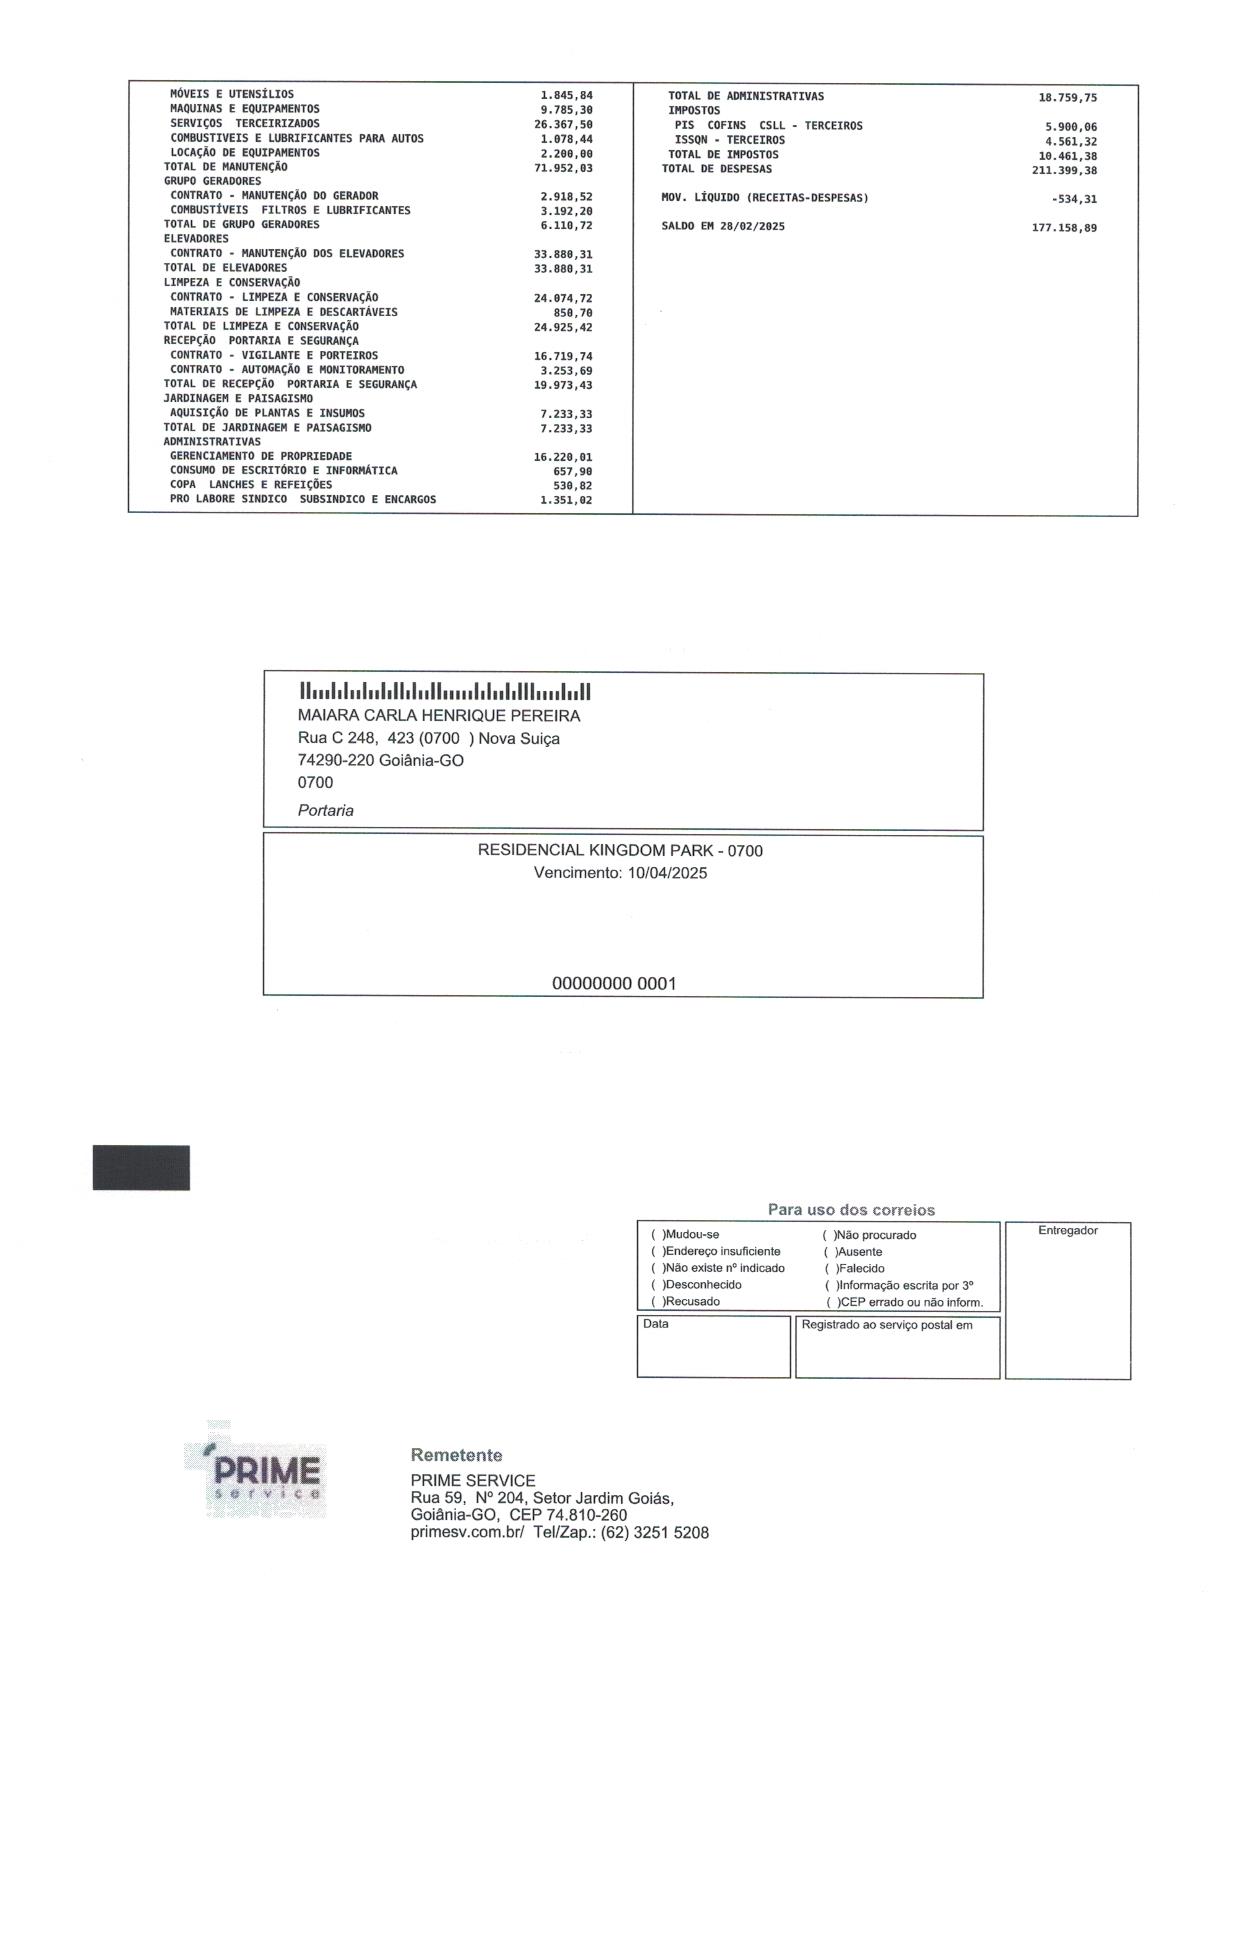 MÓVEIS E UTENSÍLIOS 1.845,84
MAQUINAS E EQUIPAMENTOS 9.785,30
SERVIÇOS TERCEIRIZADOS 26.367,50
COMBUSTIVEIS E LUBRIFICANTES PARA AUTOS 1.078,44
LOCAÇÃO DE EQUIPAMENTOS 2.200,00
TOTAL DE MANUTENÇÃO 71.952,03
GRUPO GERADORES
CONTRATO - MANUTENÇÃO DO GERADOR 2.918,52
COMBUSTÍVEIS FILTROS E LUBRIFICANTES 3.192,20
TOTAL DE GRUPO GERADORES 6.110,72
ELEVADORES
CONTRATO - MANUTENÇÃO DOS ELEVADORES 33.880,31
TOTAL DE ELEVADORES 33.880,31
LIMPEZA E CONSERVAÇÃO
CONTRATO - LIMPEZA E CONSERVAÇÃO 24.074,72
MATERIAIS DE LIMPEZA E DESCARTÁVEIS 850,70
TOTAL DE LIMPEZA E CONSERVAÇÃO 24.925,42
RECEPÇÃO PORTARIA E SEGURANÇA
CONTRATO - VIGILANTE E PORTEIROS 16.719,74
CONTRATO - AUTOMAÇÃO E MONITORAMENTO 3.253,69
TOTAL DE RECEPÇÃO PORTARIA E SEGURANÇA 19.973,43
JARDINAGEM E PAISAGISMO
AQUISIÇÃO DE PLANTAS E INSUMOS 7.233,33
TOTAL DE JARDINAGEM E PAISAGISMO 7.233,33
ADMINISTRATIVAS
GERENCIAMENTO DE PROPRIEDADE 16.220,01
CONSUMO DE ESCRITÓRIO E INFORMÁTICA 657,90
COPA LANCHES E REFEIÇÕES 530,82
PRO LABORE SINDICO SUBSINDICO E ENCARGOS 1.351,02
TOTAL DE ADMINISTRATIVAS 18.759,75
IMPOSTOS
PIS COFINS CSLL - TERCEIROS 5.900,06
ISSQN - TERCEIROS 4.561,32
TOTAL DE IMPOSTOS 10.461,38
TOTAL DE DESPESAS 211.399,38
MOV. LÍQUIDO (RECEITAS-DESPESAS) -534,31
SALDO EM 28/02/2025 177.158,89
MAIARA CARLA HENRIQUE PEREIRA
Rua C 248, 423 (0700 ) Nova Suiça
74290-220 Goiânia-GO
0700
Portaria
RESIDENCIAL KINGDOM PARK - 0700
Vencimento: 10/04/2025
00000000 0001
Para uso dos correios
( )Mudou-se ( )Não procurado
( )Endereço insuficiente ( )Ausente
( )Não existe nº indicado ( )Falecido
( )Desconhecido ( )Informação escrita por 3º
( )Recusado ( )CEP errado ou não inform.
Entregador
Data
Registrado ao serviço postal em
PRIME
service
Remetente
PRIME SERVICE
Rua 59, Nº 204, Setor Jardim Goiás,
Goiânia-GO, CEP 74.810-260
primesv.com.br/ Tel/Zap.: (62) 3251 5208